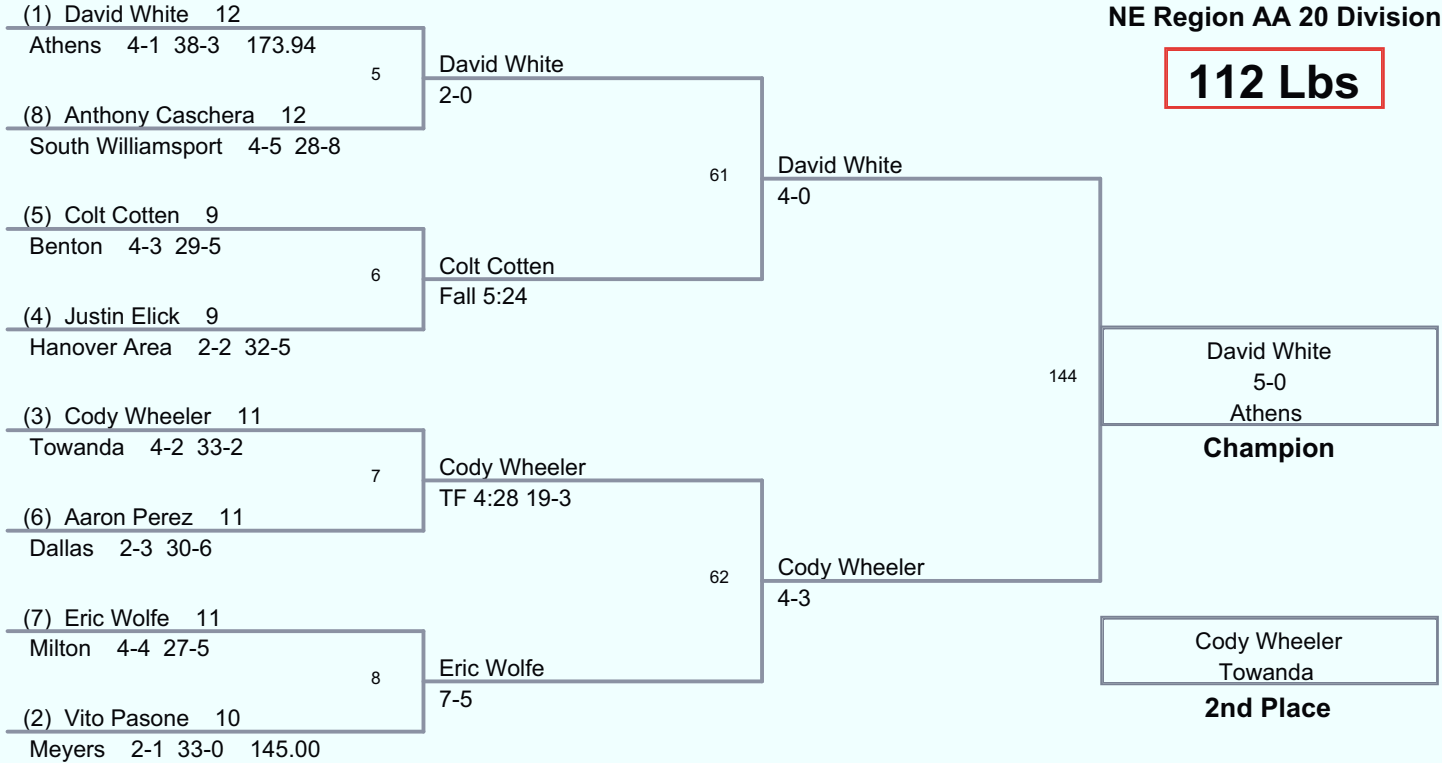 NE Region AA 20 Division
112 Lbs
(1) David White 12
Athens 4-1 38-3 173.94
5
(8) Anthony Caschera 12
South Williamsport 4-5 28-8
David White
2-0
(5) Colt Cotten 9
Benton 4-3 29-5
6
(4) Justin Elick 9
Hanover Area 2-2 32-5
Colt Cotten
Fall 5:24
61
David White
4-0
(3) Cody Wheeler 11
Towanda 4-2 33-2
7
(6) Aaron Perez 11
Dallas 2-3 30-6
Cody Wheeler
TF 4:28 19-3
(7) Eric Wolfe 11
Milton 4-4 27-5
8
(2) Vito Pasone 10
Meyers 2-1 33-0 145.00
Eric Wolfe
7-5
62
Cody Wheeler
4-3
144
David White
5-0
Athens
Champion
Cody Wheeler
Towanda
2nd Place